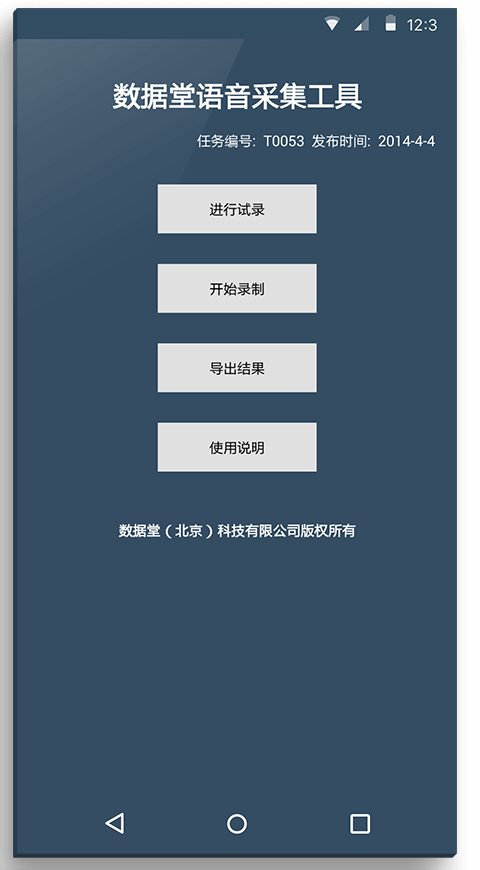 12:3
数据堂语音采集工具
任务编号: T0053 发布时间: 2014-4-4
进行试录
开始录制
导出结果
使用说明
数据堂（北京）科技有限公司版权所有